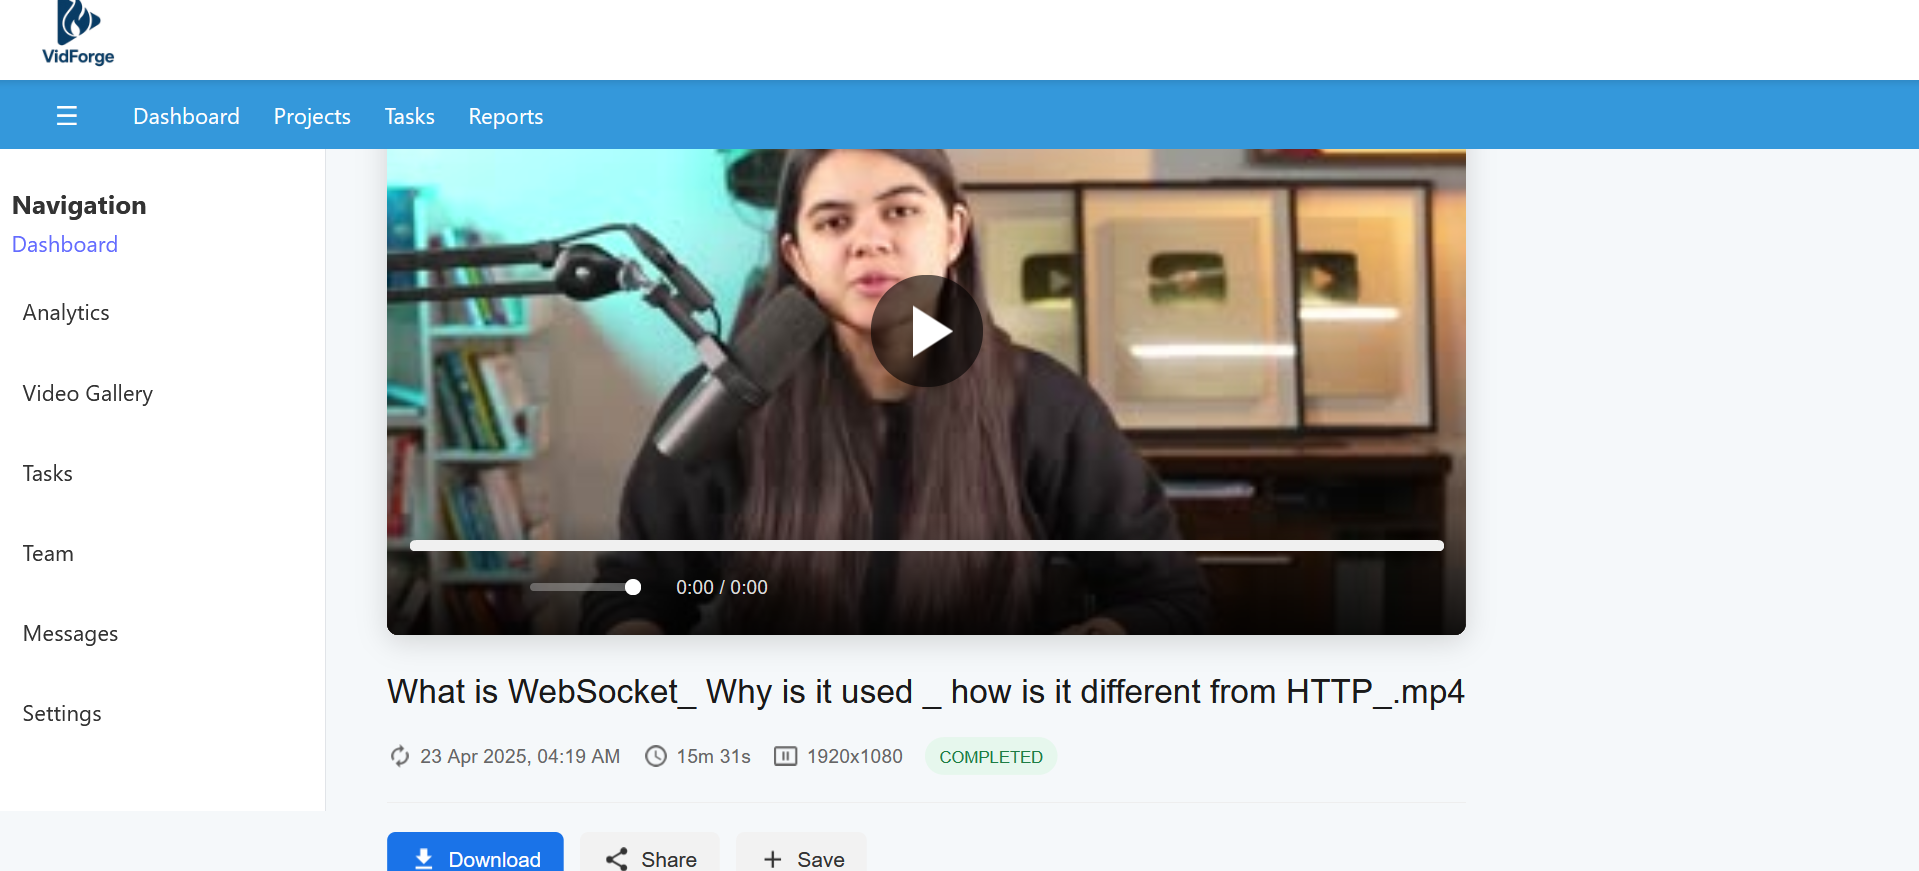 VidForge
☰ Dashboard Projects Tasks Reports
Navigation
Dashboard
Analytics
Video Gallery
Tasks
Team
Messages
Settings
0:00 / 0:00
What is WebSocket_ Why is it used _ how is it different from HTTP_.mp4
23 Apr 2025, 04:19 AM 15m 31s 1920x1080 COMPLETED
Download Share + Save